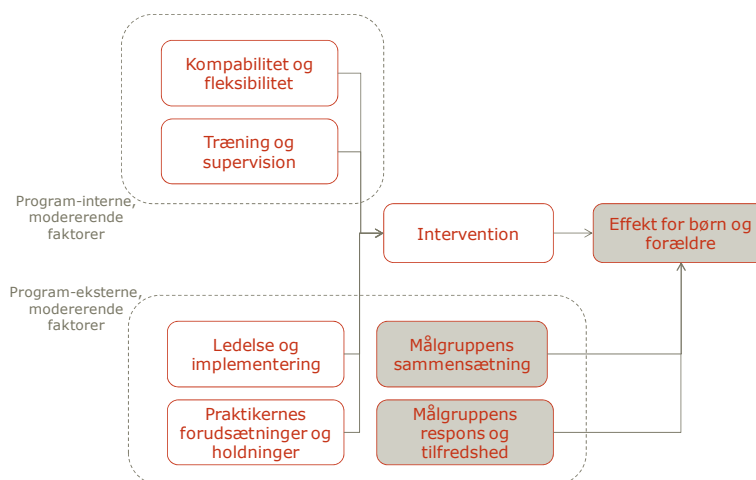 Kompabilitet og
fleksibilitet
Træning og
supervision
Program-interne,
modererende
faktorer
Intervention
Effekt for børn og
forældre
Program-eksterne,
modererende
faktorer
Ledelse og
implementering
Målgruppens
sammensætning
Praktikernes
forudsætninger og
holdninger
Målgruppens
respons og
tilfredshed